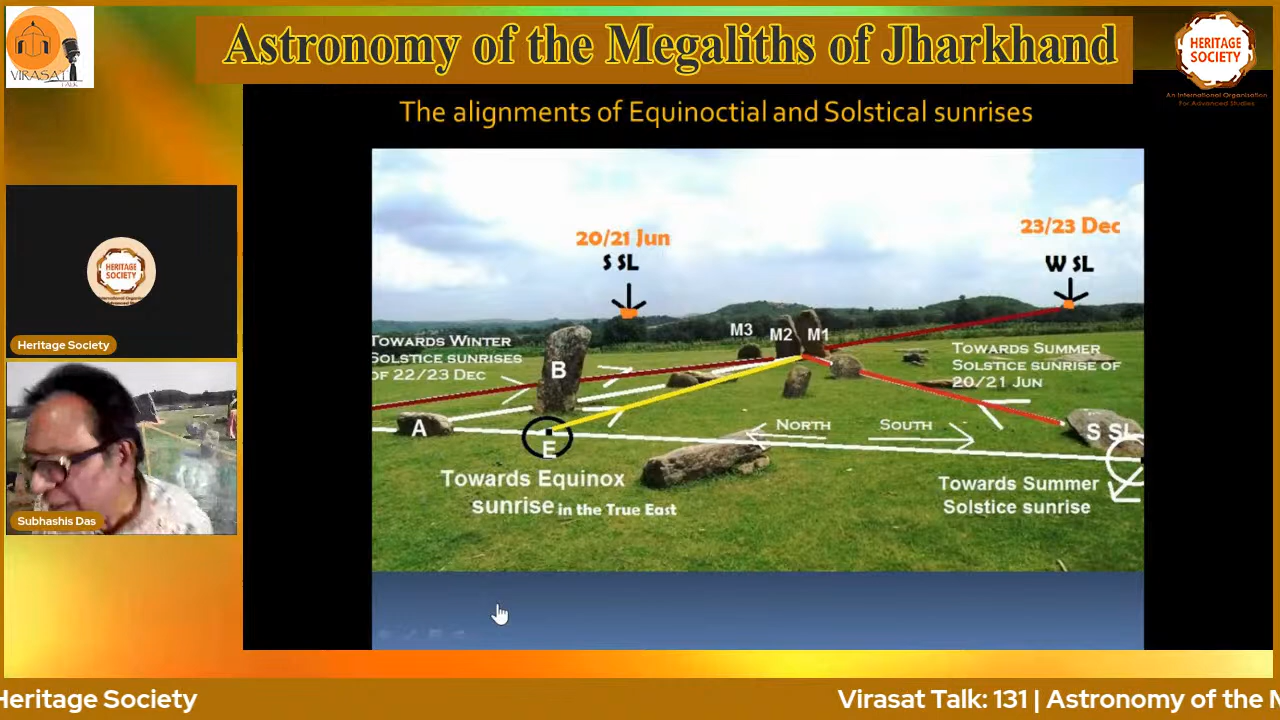 VIRASAT
TALK
Astronomy of the Megaliths of Jharkhand
HERITAGE
SOCIETY
An International Organisation
For Advanced Studies
The alignments of Equinoctial and Solstical sunrises
20/21 Jun
S SL
23/23 Dec
W SL
M3
M2
M1
TOWARDS WINTER
SOLSTICE SUNRISES
OF 22/23 DEC
B
TOWARDS SUMMER
SOLSTICE SUNRISE OF
20/21 JUN
A
E
NORTH
SOUTH
S SL
Towards Equinox
sunrise in the True East
Towards Summer
Solstice sunrise
HERITAGE
SOCIETY
Heritage Society
Subhashis Das
Heritage Society
Virasat Talk: 131 | Astronomy of the M